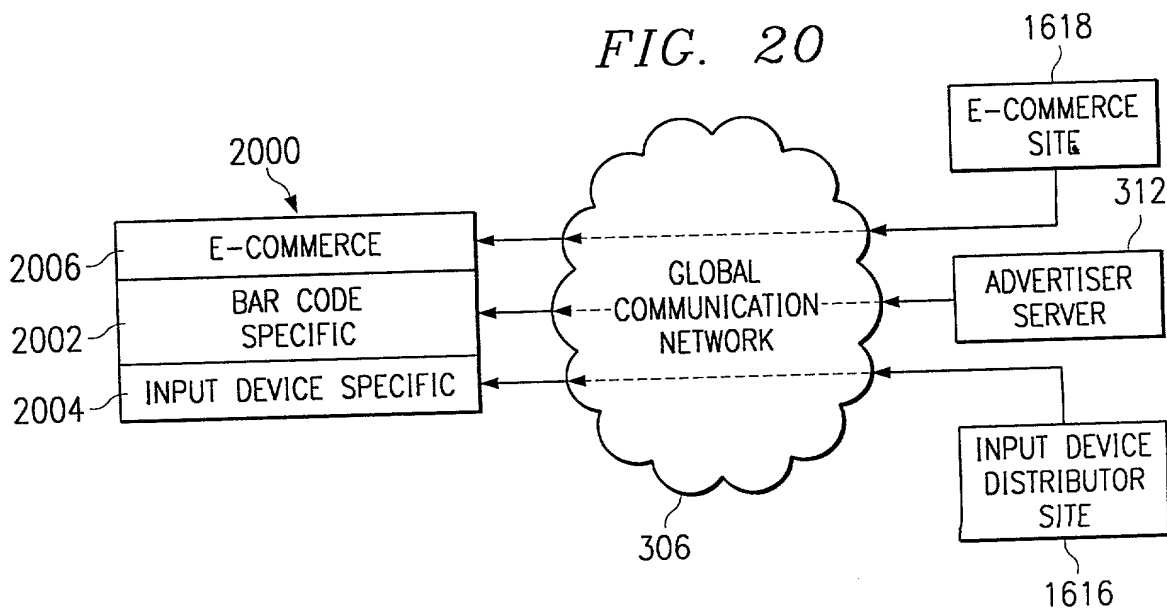 FIG. 20
1618
E-COMMERCE
SITE
2000
312
2006
E-COMMERCE
2002
BAR CODE
SPECIFIC
GLOBAL
COMMUNICATION
NETWORK
ADVERTISER
SERVER
2004
INPUT DEVICE SPECIFIC
INPUT DEVICE
DISTRIBUTOR
SITE
306
1616